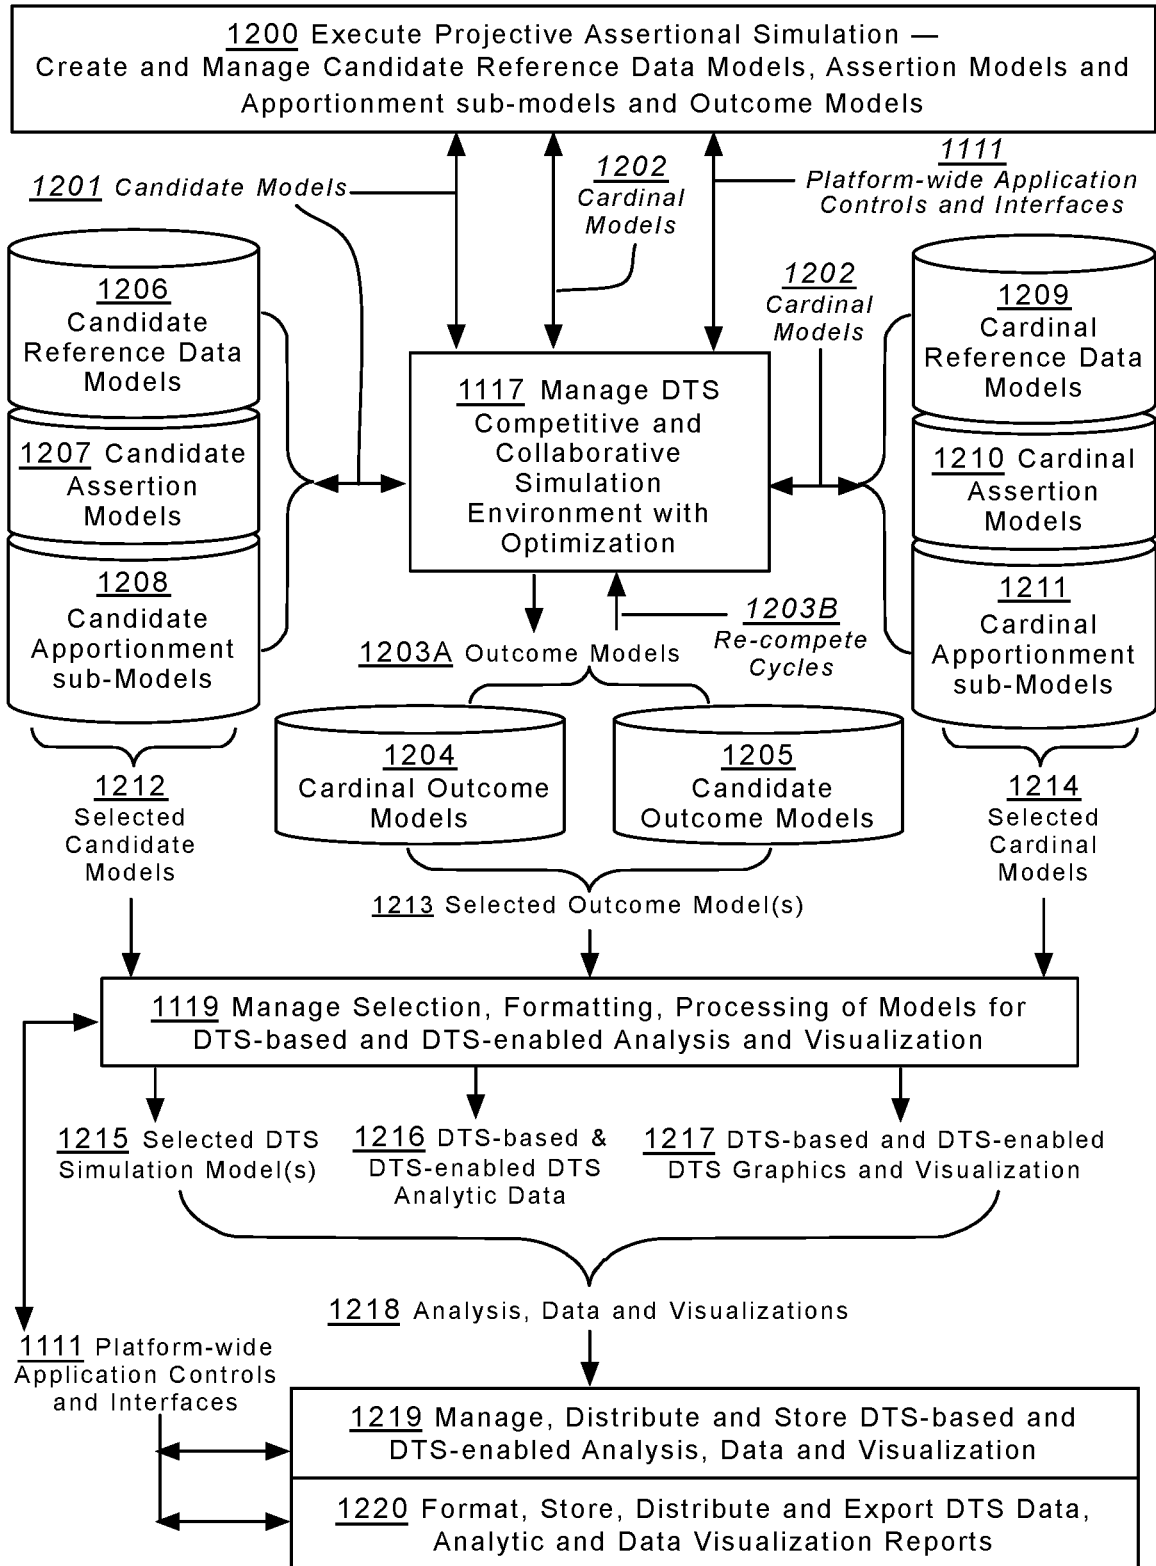 1200 Execute Projective Assertional Simulation —
Create and Manage Candidate Reference Data Models, Assertion Models and
Apportionment sub-models and Outcome Models
1201 Candidate Models
1202
Cardinal
Models
1111
Platform-wide Application
Controls and Interfaces
1206
Candidate
Reference Data
Models
1207 Candidate
Assertion
Models
1208
Candidate
Apportionment
sub-Models
1117 Manage DTS
Competitive and
Collaborative
Simulation
Environment with
Optimization
1202
Cardinal
Models
1209
Cardinal
Reference Data
Models
1210 Cardinal
Assertion
Models
1211
Cardinal
Apportionment
sub-Models
1203A Outcome Models
1203B
Re-compete
Cycles
1204
Cardinal Outcome
Models
1205
Candidate
Outcome Models
1212
Selected
Candidate
Models
1213 Selected Outcome Model(s)
1214
Selected
Cardinal
Models
1119 Manage Selection, Formatting, Processing of Models for
DTS-based and DTS-enabled Analysis and Visualization
1215 Selected DTS
Simulation Model(s)
1216 DTS-based &
DTS-enabled DTS
Analytic Data
1217 DTS-based and DTS-enabled
DTS Graphics and Visualization
1218 Analysis, Data and Visualizations
1111 Platform-wide
Application Controls
and Interfaces
1219 Manage, Distribute and Store DTS-based and
DTS-enabled Analysis, Data and Visualization
1220 Format, Store, Distribute and Export DTS Data,
Analytic and Data Visualization Reports